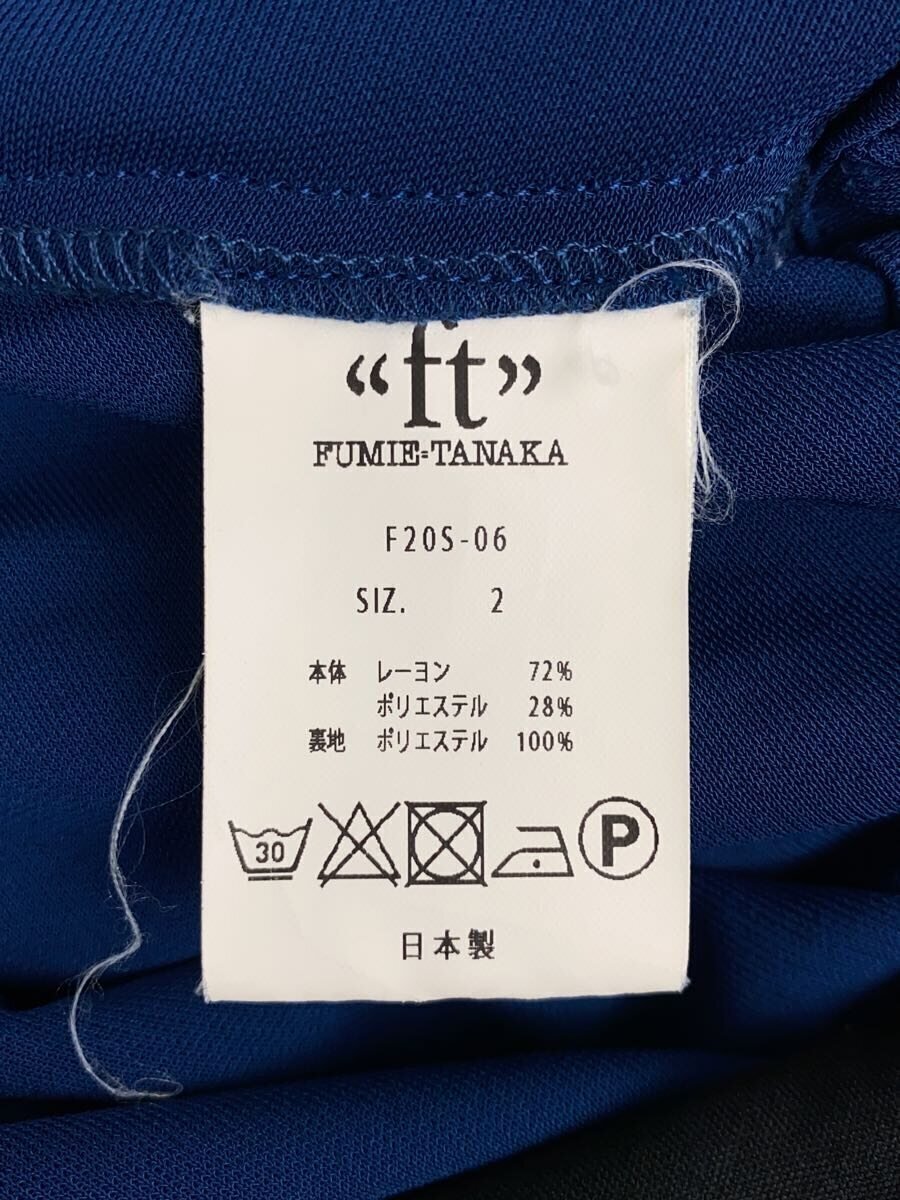 “ft”
FUMIE=TANAKA
F20S-06
SIZ. 2
本体 レーヨン 72%
ポリエステル 28%
裏地 ポリエステル 100%
30 P
日本製